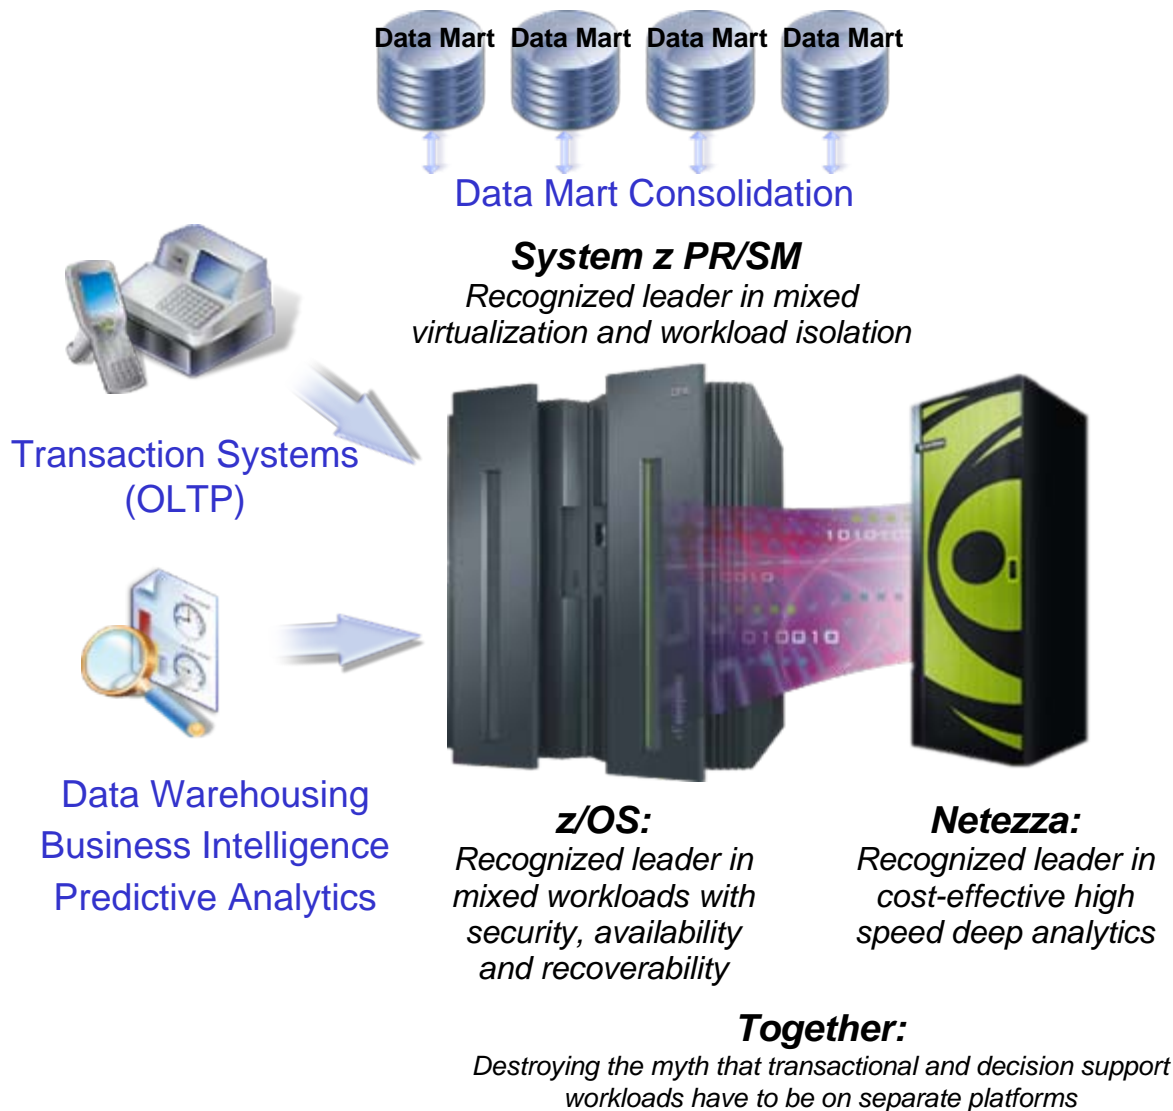 Data Mart Data Mart Data Mart Data Mart
Data Mart Consolidation
System z PR/SM
Recognized leader in mixed
virtualization and workload isolation
Transaction Systems
(OLTP)
101010
0010
010010
Data Warehousing
Business Intelligence
Predictive Analytics
z/OS:
Recognized leader in
mixed workloads with
security, availability
and recoverability
Netezza:
Recognized leader in
cost-effective high
speed deep analytics
Together:
Destroying the myth that transactional and decision support
workloads have to be on separate platforms